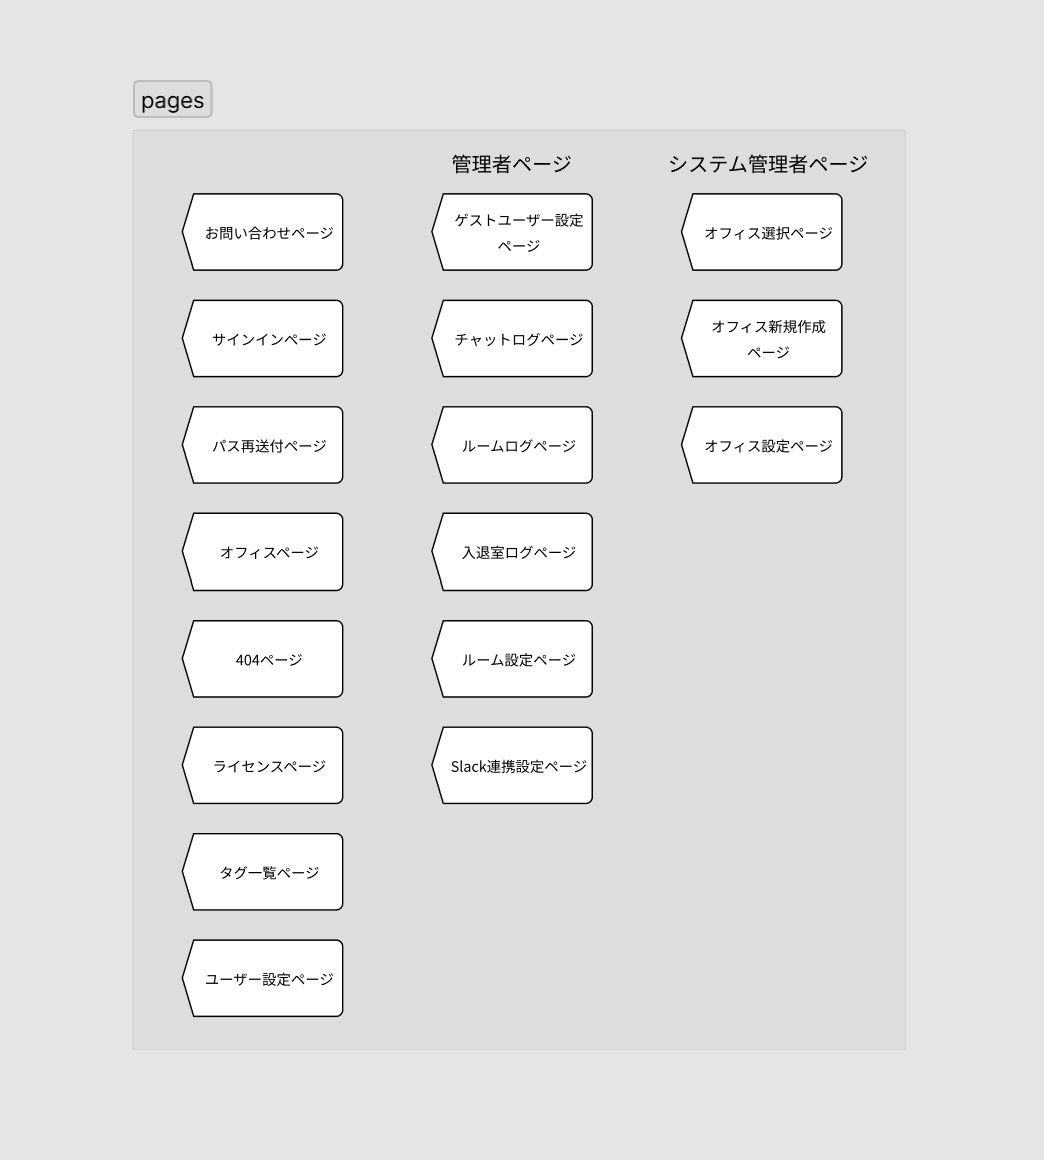 pages
お問い合わせページ
サインインページ
パス再送付ページ
オフィスページ
404ページ
ライセンスページ
タグ一覧ページ
ユーザー設定ページ
管理者ページ
ゲストユーザー設定
ページ
チャットログページ
ルームログページ
入退室ログページ
ルーム設定ページ
Slack連携設定ページ
システム管理者ページ
オフィス選択ページ
オフィス新規作成
ページ
オフィス設定ページ